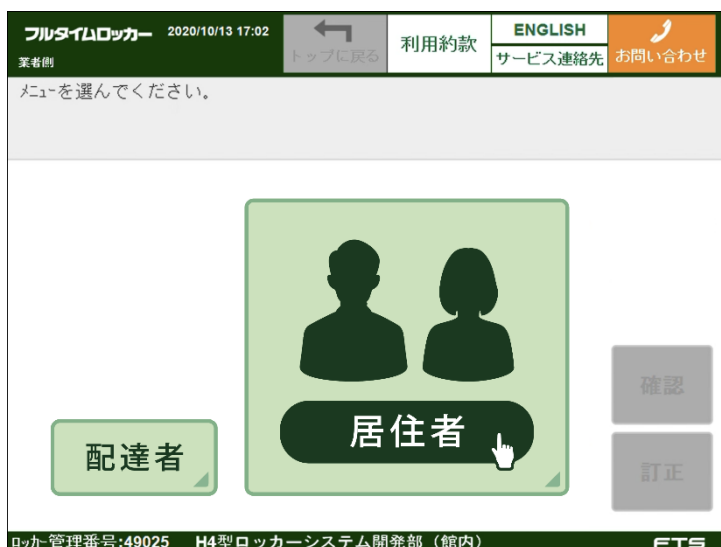 フルタイムロッカー 2020/10/13 17:02
業者側
トップに戻る
利用約款
ENGLISH
サービス連絡先
お問い合わせ
ﾒﾆｭｰを選んでください。
配達者
居住者
確認
訂正
ﾛｯｶｰ管理番号:49025 H4型ロッカーシステム開発部（館内）
FTS